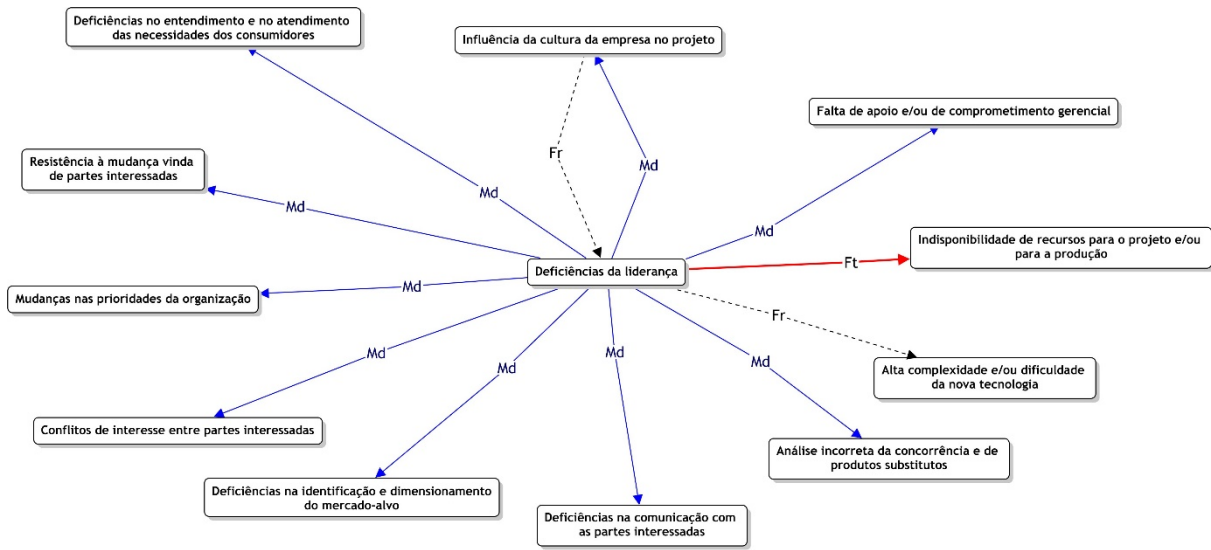 Deficiências no entendimento e no atendimento
das necessidades dos consumidores
Influência da cultura da empresa no projeto
Falta de apoio e/ou de comprometimento gerencial
Fr
Md
Md
Resistência à mudança vinda
de partes interessadas
Md
Md
Indisponibilidade de recursos para o projeto e/ou
para a produção
Deficiências da liderança
Ft
Mudanças nas prioridades da organização
Md
Fr
Md
Md
Md
Md
Alta complexidade e/ou dificuldade
da nova tecnologia
Conflitos de interesse entre partes interessadas
Análise incorreta da concorrência e de
produtos substitutos
Deficiências na identificação e dimensionamento
do mercado-alvo
Deficiências na comunicação com
as partes interessadas